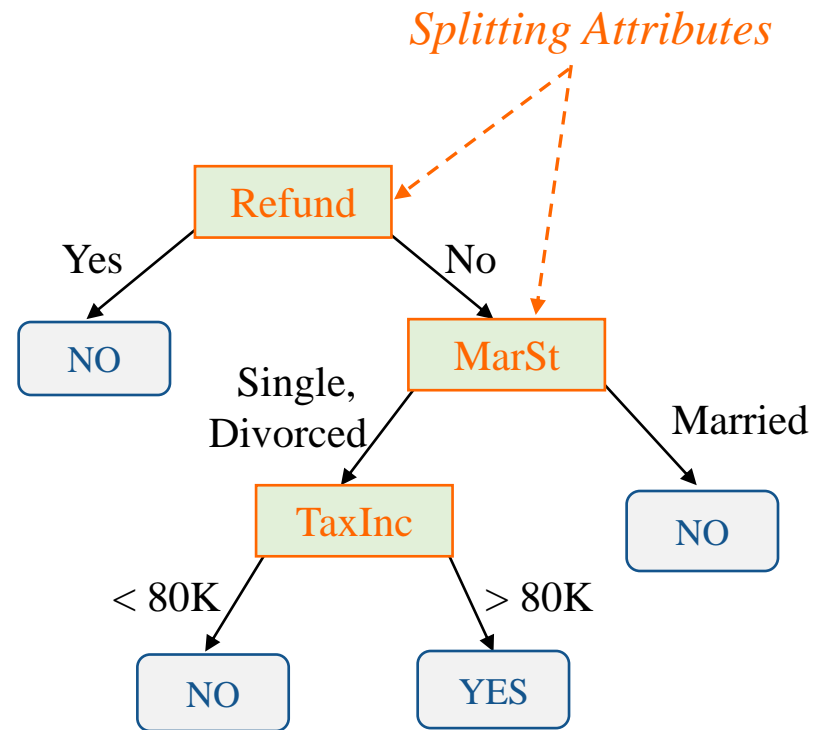 Splitting Attributes
Refund
Yes
No
NO
MarSt
Single,
Divorced
Married
TaxInc
NO
< 80K
> 80K
NO
YES